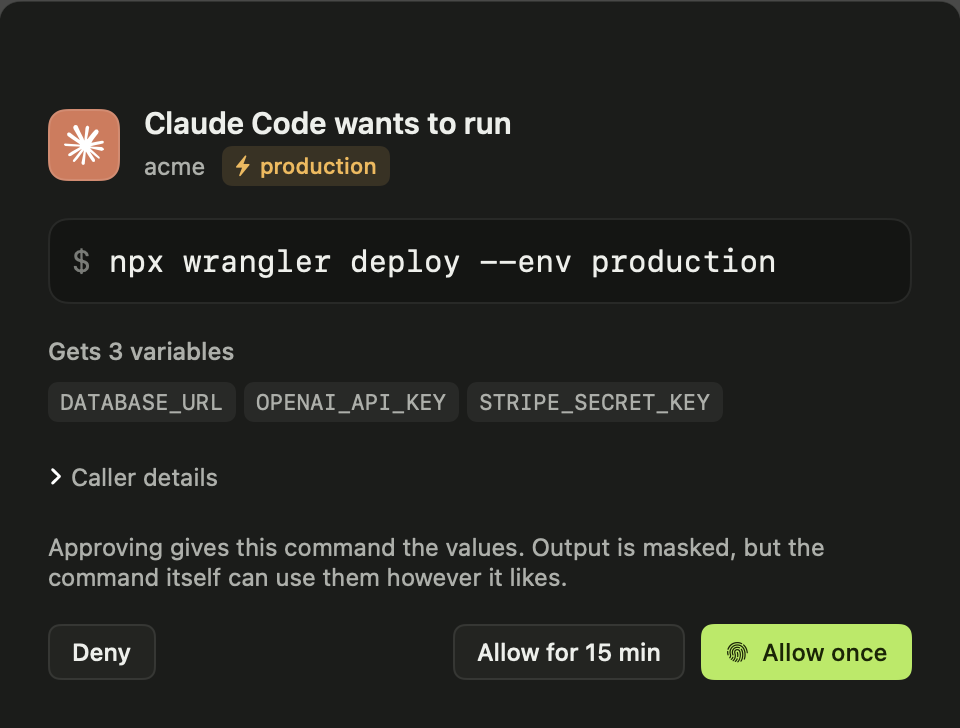 Claude Code wants to run
acme production
$ npx wrangler deploy --env production
Gets 3 variables
DATABASE_URL OPENAI_API_KEY STRIPE_SECRET_KEY
Caller details
Approving gives this command the values. Output is masked, but the
command itself can use them however it likes.
Deny Allow for 15 min Allow once